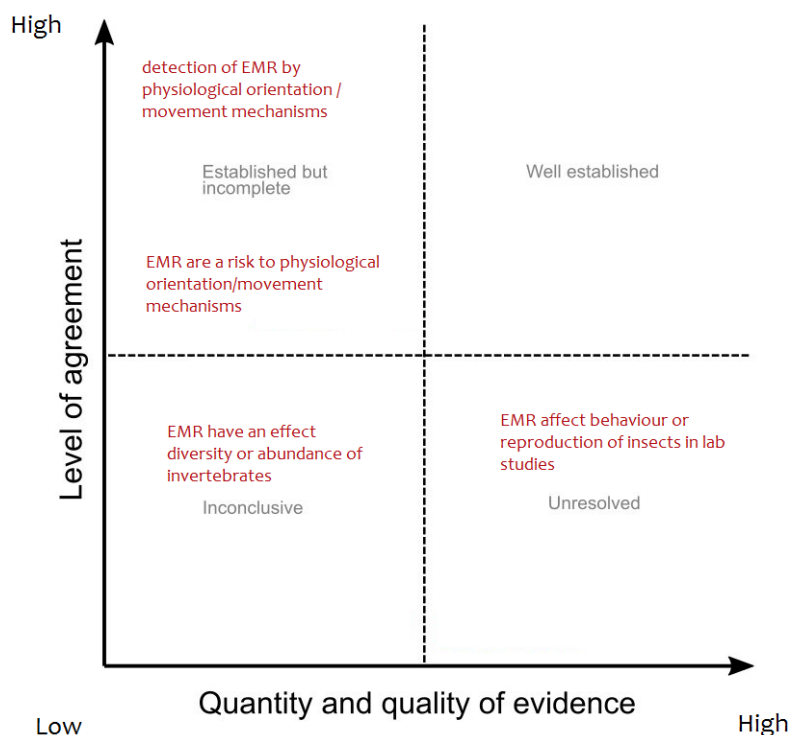 High
detection of EMR by
physiological orientation /
movement mechanisms
Established but
incomplete
Well established
EMR are a risk to physiological
orientation/movement
mechanisms
Level of agreement
EMR have an effect
diversity or abundance of
invertebrates
Inconclusive
EMR affect behaviour or
reproduction of insects in lab
studies
Unresolved
Quantity and quality of evidence
Low
High